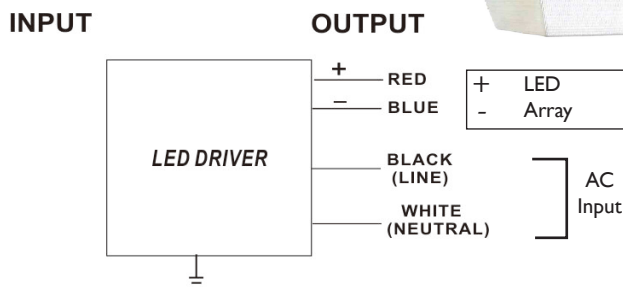 INPUT
OUTPUT
LED DRIVER
+ RED
– BLUE
+ LED
- Array
BLACK
(LINE)
WHITE
(NEUTRAL)
AC
Input